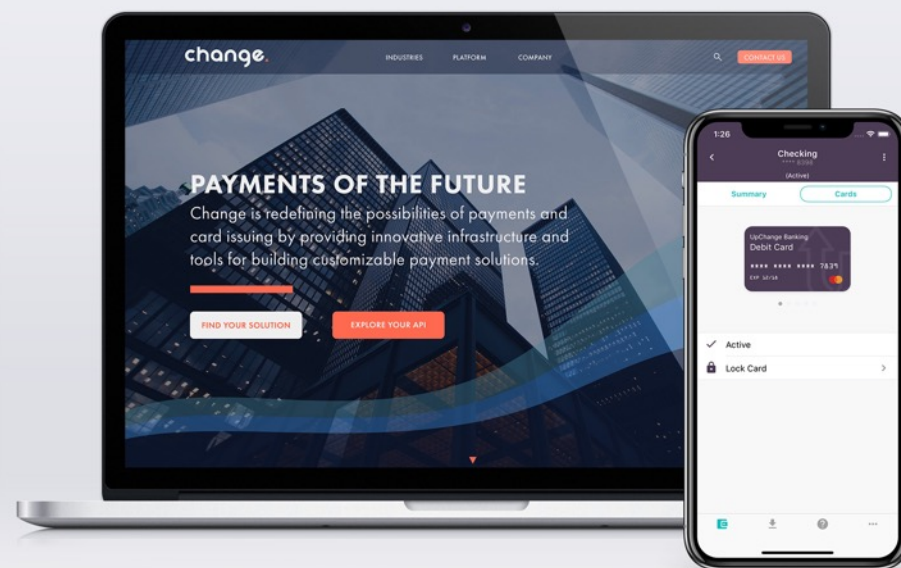 change.
INDUSTRIES
PLATFORM
COMPANY
CONTACT US
PAYMENTS OF THE FUTURE
Change is redefining the possibilities of payments and
card issuing by providing innovative infrastructure and
tools for building customizable payment solutions.
FIND YOUR SOLUTION
EXPLORE YOUR API
1:26
Checking
**** 8398
(Active)
Summary
Cards
UpChange Banking
Debit Card
**** **** **** 7839
Active
Lock Card